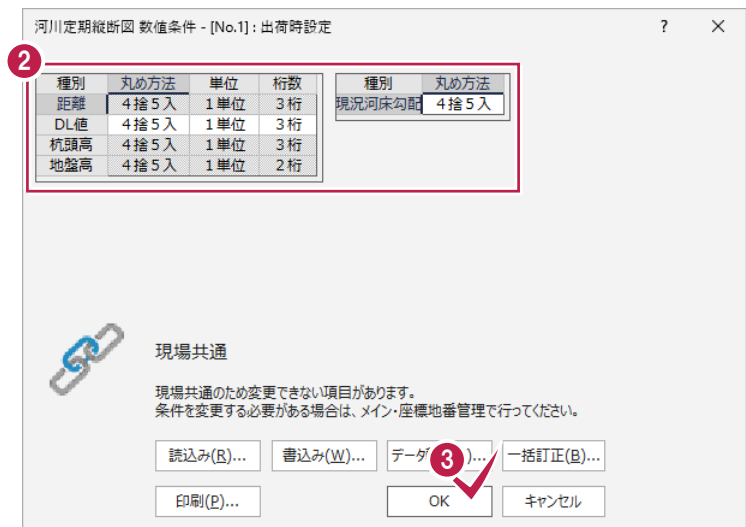 河川定期縦断図 数値条件 - [No.1] : 出荷時設定 ? ×
2
種別 丸め方法 単位 桁数 種別 丸め方法
距離 4捨5入 1単位 3桁 現況河床勾配 4捨5入
DL値 4捨5入 1単位 3桁
杭頭高 4捨5入 1単位 3桁
地盤高 4捨5入 1単位 2桁
現場共通
現場共通のため変更できない項目があります。
条件を変更する必要がある場合は、メイン・座標地番管理で行ってください。
読込み(R)... 書込み(W)... データ )... 一括訂正(B)...
3
印刷(P)... OK キャンセル